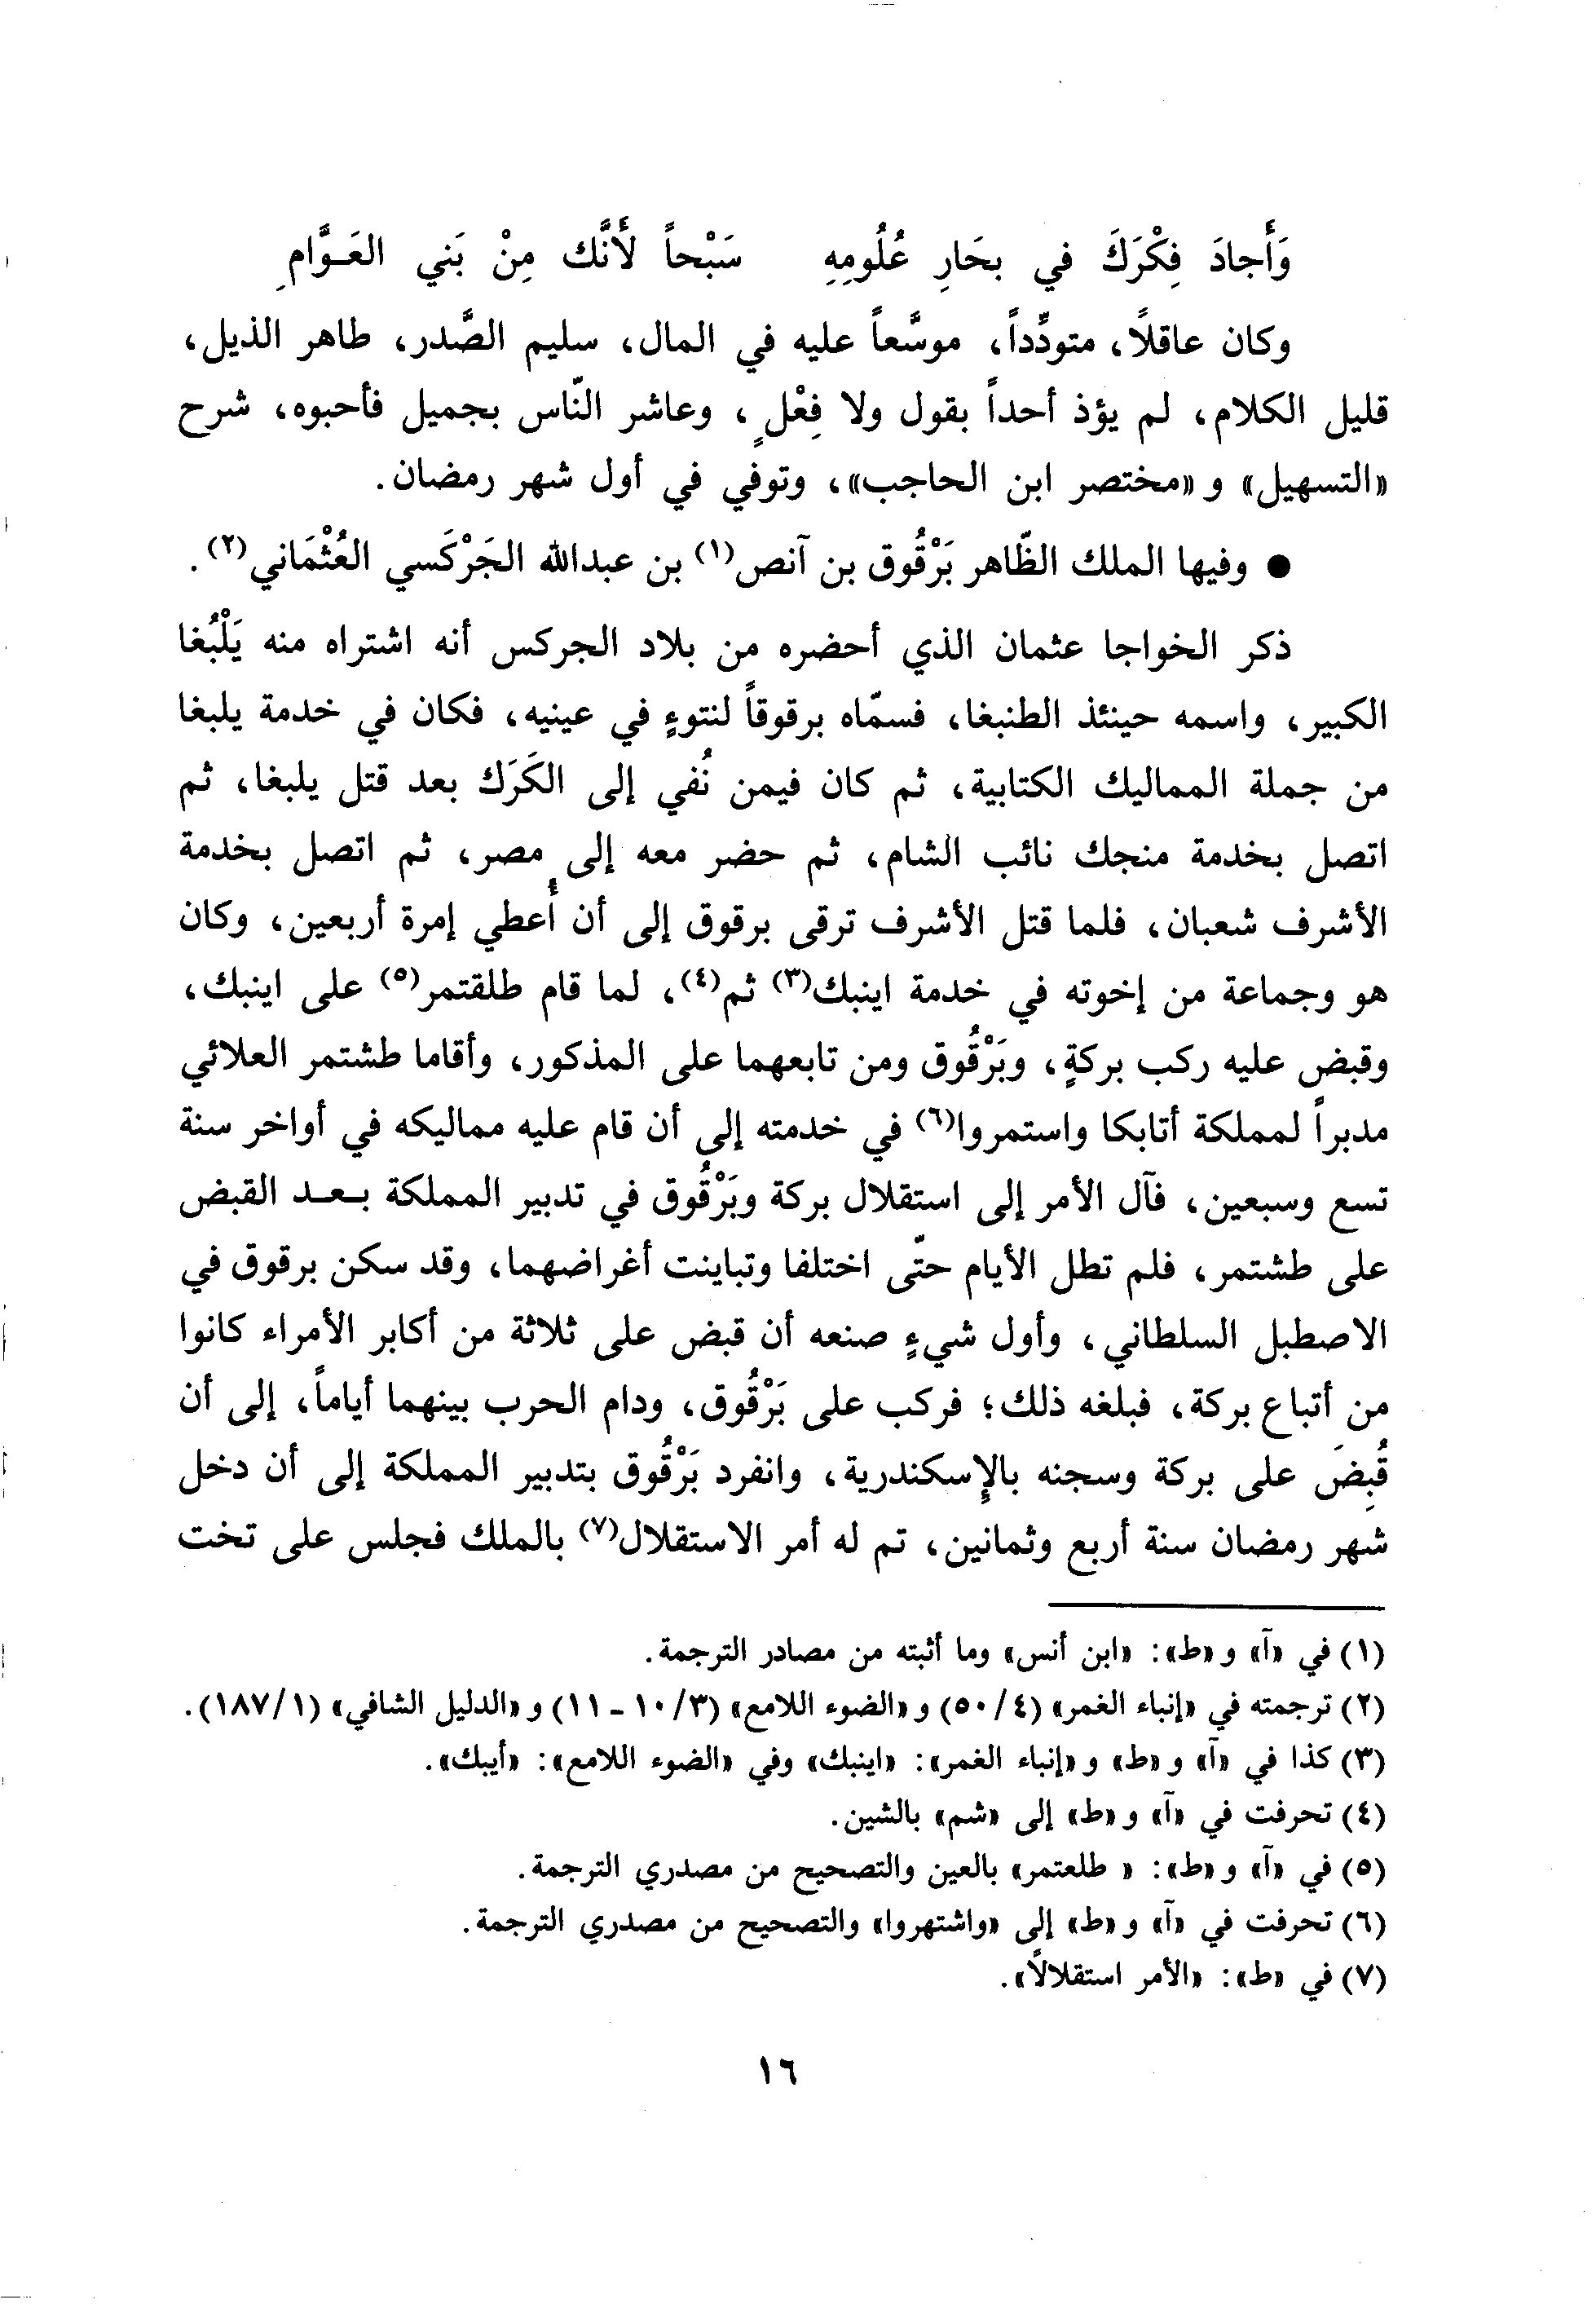 وَأَجادَ فِكْرَكَ في بحَارِ عُلُومِهِ سَبْحاً لأَنَّك مِنْ بَني العَـوَّامِ
وكان عاقلاً، متودِّداً، موسَّعاً عليه في المال، سليم الصَّدر، طاهر الذيل،
قليل الكلام، لم يؤذ أحداً بقول ولا فِعْلٍ، وعاشر النّاس بجميل فأحبوه، شرح
«التسهيل» و «مختصر ابن الحاجب»، وتوفي في أول شهر رمضان.
● وفيها الملك الظّاهر بَرْقُوق بن آنص(١) بن عبدالله الجَرْكَسي العُثْمَاني(٢).
ذكر الخواجا عثمان الذي أحضره من بلاد الجركس أنه اشتراه منه يَلْبُغا
الكبير، واسمه حينئذ الطنبغا، فسمّاه برقوقاً لنتوءٍ في عينيه، فكان في خدمة يلبغا
من جملة المماليك الكتابية، ثم كان فيمن نُفي إلى الكَرَك بعد قتل يلبغا، ثم
اتصل بخدمة منجك نائب الشام، ثم حضر معه إلى مصر، ثم اتصل بخدمة
الأشرف شعبان، فلما قتل الأشرف ترقى برقوق إلى أن أُعطي إمرة أربعين، وكان
هو وجماعة من إخوته في خدمة اينبك(٣) ثم(٤)، لما قام طلقتمر(٥) على اينبك،
وقبض عليه ركب بركةٍ، وبَرْقُوق ومن تابعهما على المذكور، وأقاما طشتمر العلائي
مدبراً لمملكة أتابكا واستمروا(٦) في خدمته إلى أن قام عليه مماليكه في أواخر سنة
تسع وسبعين، فآل الأمر إلى استقلال بركة وبَرْقُوق في تدبير المملكة بـعـد القبض
على طشتمر، فلم تطل الأيام حتّى اختلفا وتباينت أغراضهما، وقد سكن برقوق في
الاصطبل السلطاني، وأول شيءٍ صنعه أن قبض على ثلاثة من أكابر الأمراء كانوا
من أتباع بركة، فبلغه ذلك؛ فركب على بَرْقُوق، ودام الحرب بينهما أياماً، إلى أن
قُبِضَ على بركة وسجنه بالإسكندرية، وانفرد بَرْقُوق بتدبير المملكة إلى أن دخل
شهر رمضان سنة أربع وثمانين، تم له أمر الاستقلال(٧) بالملك فجلس على تخت
(١) في «آ» و «ط»: «ابن أنس» وما أثبته من مصادر الترجمة.
(٢) ترجمته في «إنباء الغمر» (٤/٥٠) و «الضوء اللامع» (٣/١٠ - ١١) و «الدليل الشافي» (١/١٨٧).
(٣) كذا في «آ» و «ط» و «إنباء الغمر»: «اينبك» وفي «الضوء اللامع»: «أيبك».
(٤) تحرفت في «آ» و «ط» إلى «شم» بالشين.
(٥) في «آ» و «ط»: « طلعتمر» بالعين والتصحيح من مصدري الترجمة.
(٦) تحرفت في «آ» و «ط» إلى «واشتهروا» والتصحيح من مصدري الترجمة.
(٧) في «ط»: «الأمر استقلالاً».
١٦